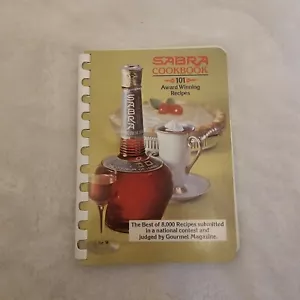 SABRA
COOKBOOK
101
Award Winning
Recipes
SABRA
The Best of 8,000 Recipes submitted
in a national contest and
judged by Gourmet Magazine.